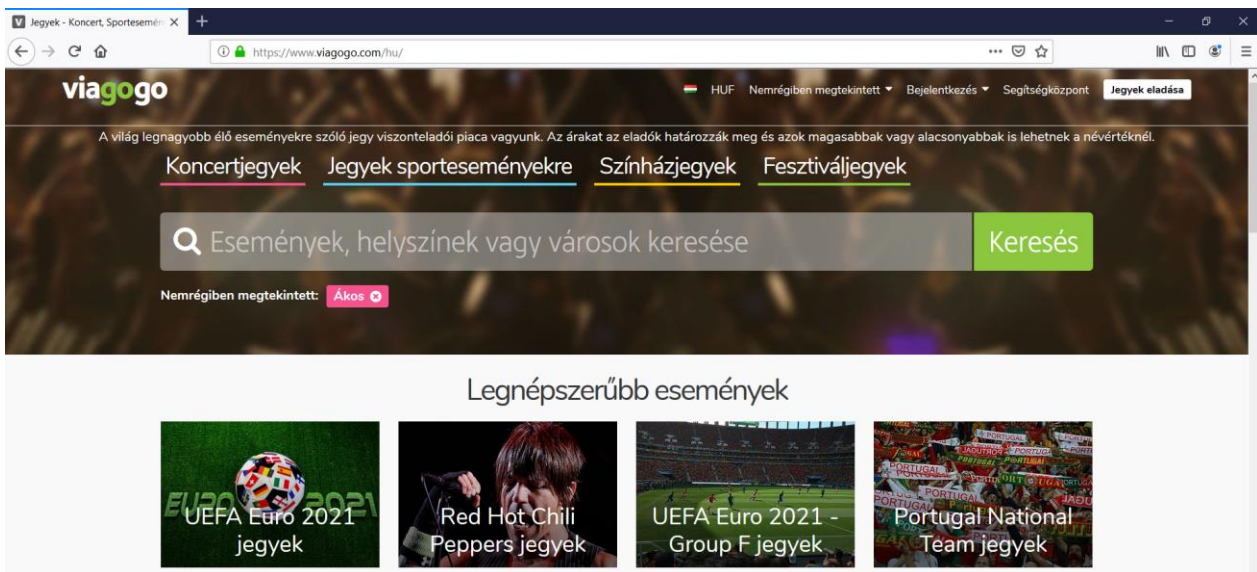 Jegyek - Koncert, Sportesemén
https://www.viagogo.com/hu/
viagogo
HUF Nemrégiben megtekintett Bejelentkezés Segítségközpont Jegyek eladása
A világ legnagyobb élő eseményekre szóló jegy viszonteladói piaca vagyunk. Az árakat az eladók határozzák meg és azok magasabbak vagy alacsonyabbak is lehetnek a névértéknél.
Koncertjegyek Jegyek sporteseményekre Színházjegyek Fesztiváljegyek
Események, helyszínek vagy városok keresése Keresés
Nemrégiben megtekintett: Ákos
Legnépszerűbb események
EURO 2021
UEFA Euro 2021
jegyek
Red Hot Chili
Peppers jegyek
UEFA Euro 2021 -
Group F jegyek
PORTUGAL
Portugal National
Team jegyek